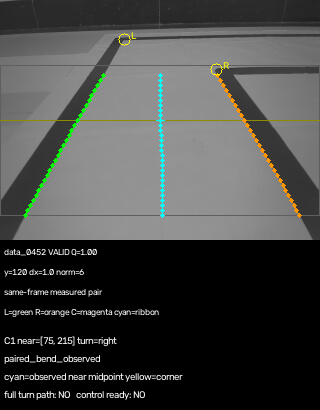 L
R
data_0452 VALID Q=1.00
y=120 dx=1.0 norm=6
same-frame measured pair
L=green R=orange C=magenta cyan=ribbon
C1 near=[75, 215] turn=right
paired_bend_observed
cyan=observed near midpoint yellow=corner
full turn path: NO control ready: NO